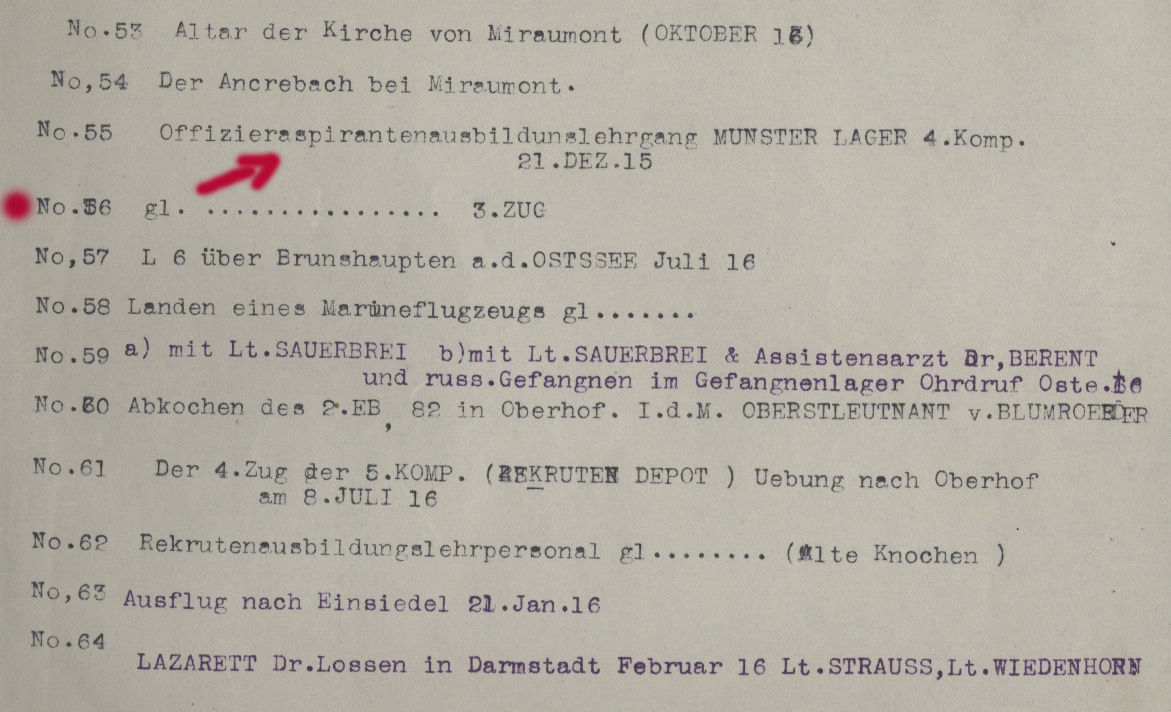 No.53 Altar der Kirche von Miraumont (OKTOBER 16)
No,54 Der Ancrebach bei Miraumont.
No.55 Offizieraspirantenausbildunslehrgang MUNSTER LAGER 4.Komp.
21.DEZ.15
No.56 gl. ................ 3.ZUG
No,57 L 6 über Brunshaupten a.d.OSTSSEE Juli 16
No.58 Landen eines Marineflugzeugs gl.......
No.59 a) mit Lt.SAUERBREI b)mit Lt.SAUERBREI & Assistensarzt Dr,BERENT
und russ.Gefangnen im Gefangnenlager Ohrdruf Oste.16
No.60 Abkochen des 2.EB, 82 in Oberhof. I.d.M. OBERSTLEUTNANT v.BLUMROEDER
No.61 Der 4.Zug der 5.KOMP. (REKRUTEN DEPOT ) Uebung nach Oberhof
am 8.JULI 16
No.62 Rekrutenausbildungslehrpersonal gl........ (Alte Knochen )
No,63 Ausflug nach Einsiedel 21.Jan.16
No.64
LAZARETT Dr.Lossen in Darmstadt Februar 16 Lt.STRAUSS,Lt.WIEDENHORN